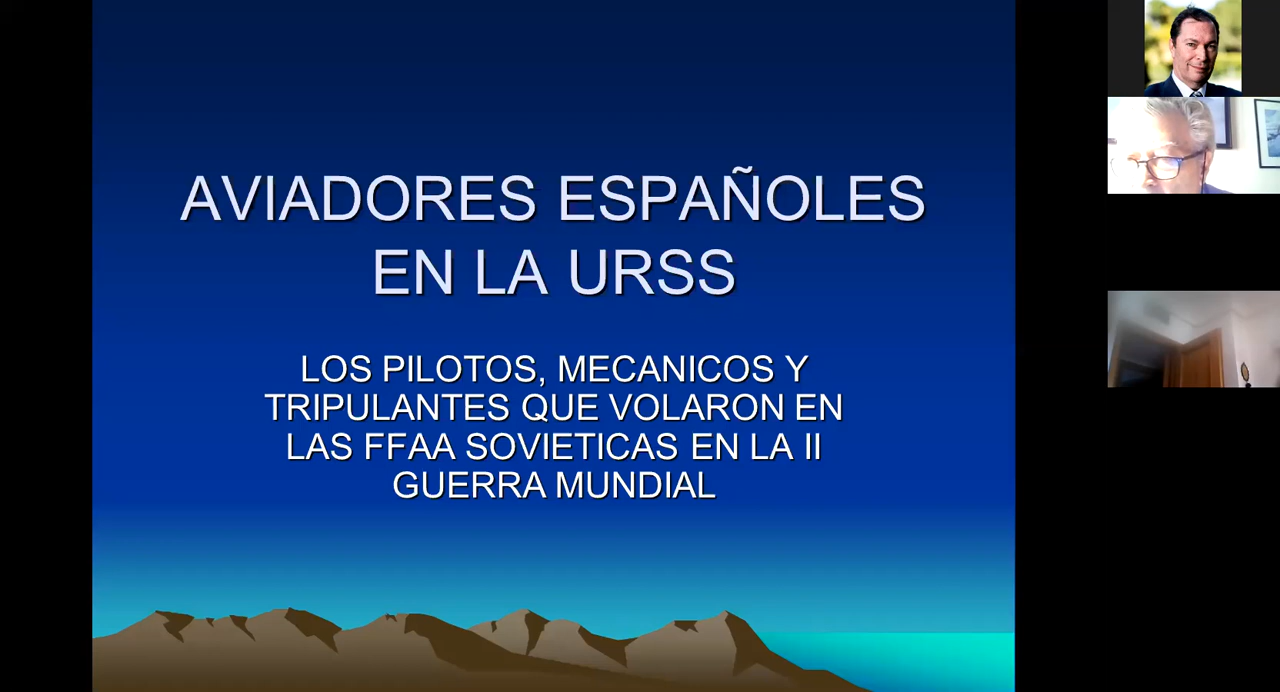 AVIADORES ESPAÑOLES
EN LA URSS
LOS PILOTOS, MECANICOS Y
TRIPULANTES QUE VOLARON EN
LAS FFAA SOVIETICAS EN LA II
GUERRA MUNDIAL